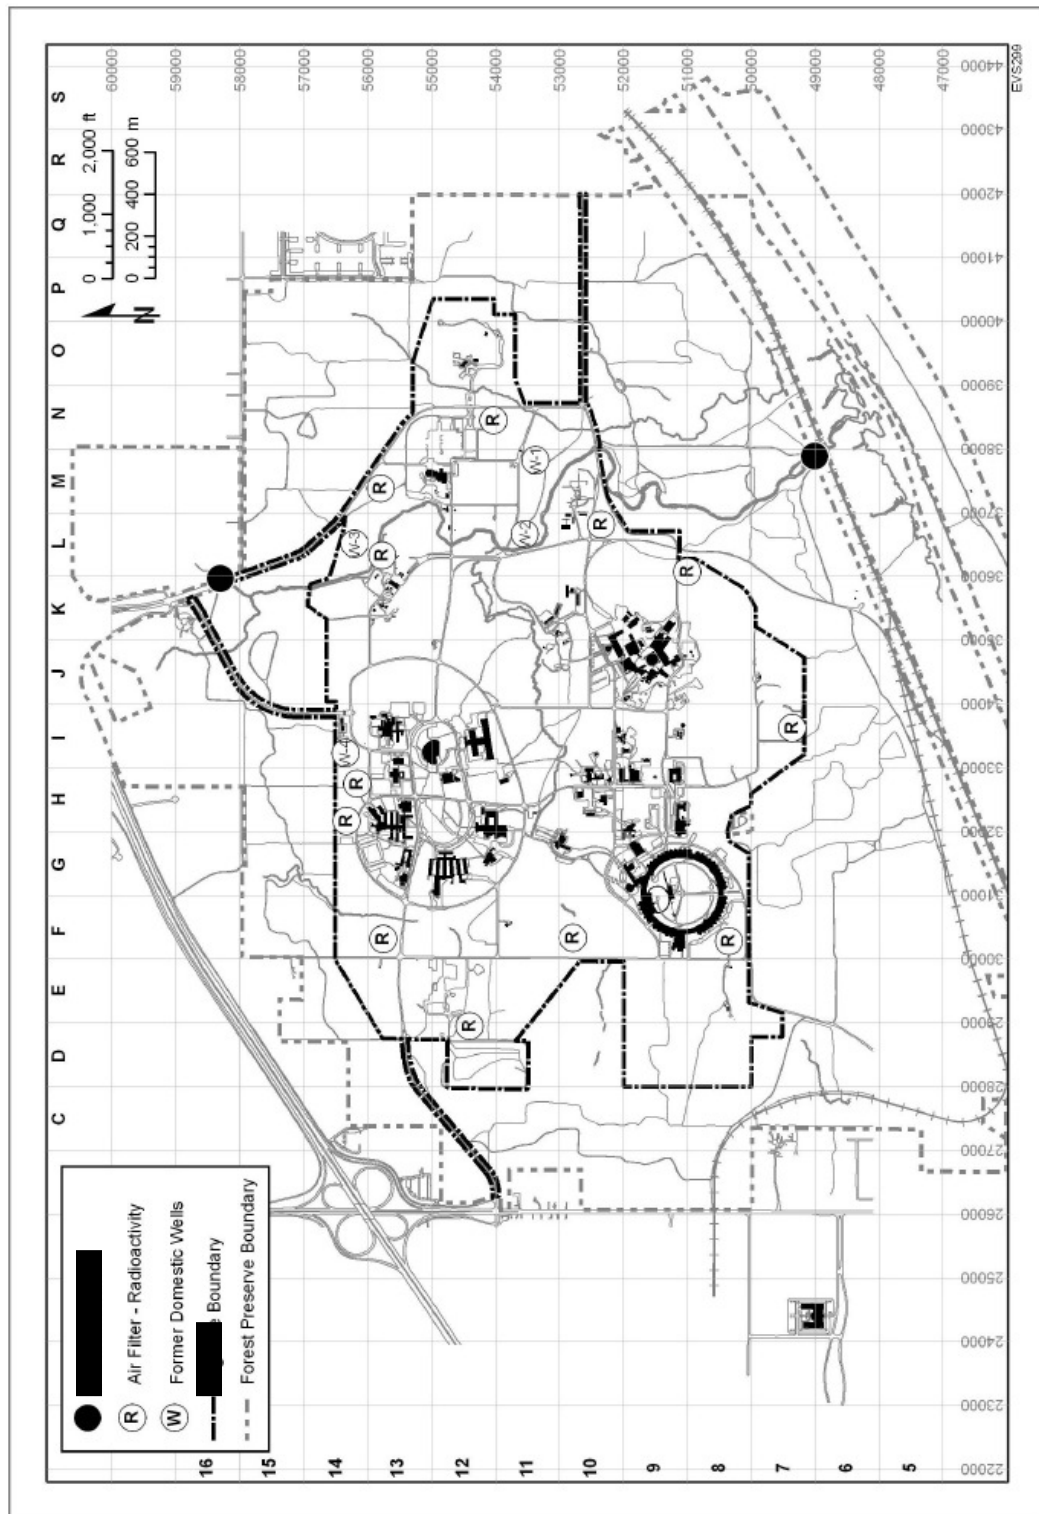 C D E F G H I J K L M N O P Q R S
Air Filter - Radioactivity
Former Domestic Wells
Boundary
Forest Preserve Boundary
R
W
0 1,000 2,000 ft
0 200 400 600 m
N
16
15
14
13
12
11
10
9
8
7
6
5
60000
59000
58000
57000
56000
55000
54000
53000
52000
51000
50000
49000
48000
47000
W-4
W-3
W-2
W-1
R
R
R
R
R
R
R
R
R
R
R
R
22000 23000 24000 25000 26000 27000 28000 29000 30000 31000 32000 33000 34000 35000 36000 37000 38000 39000 40000 41000 42000 43000 44000
EVS299